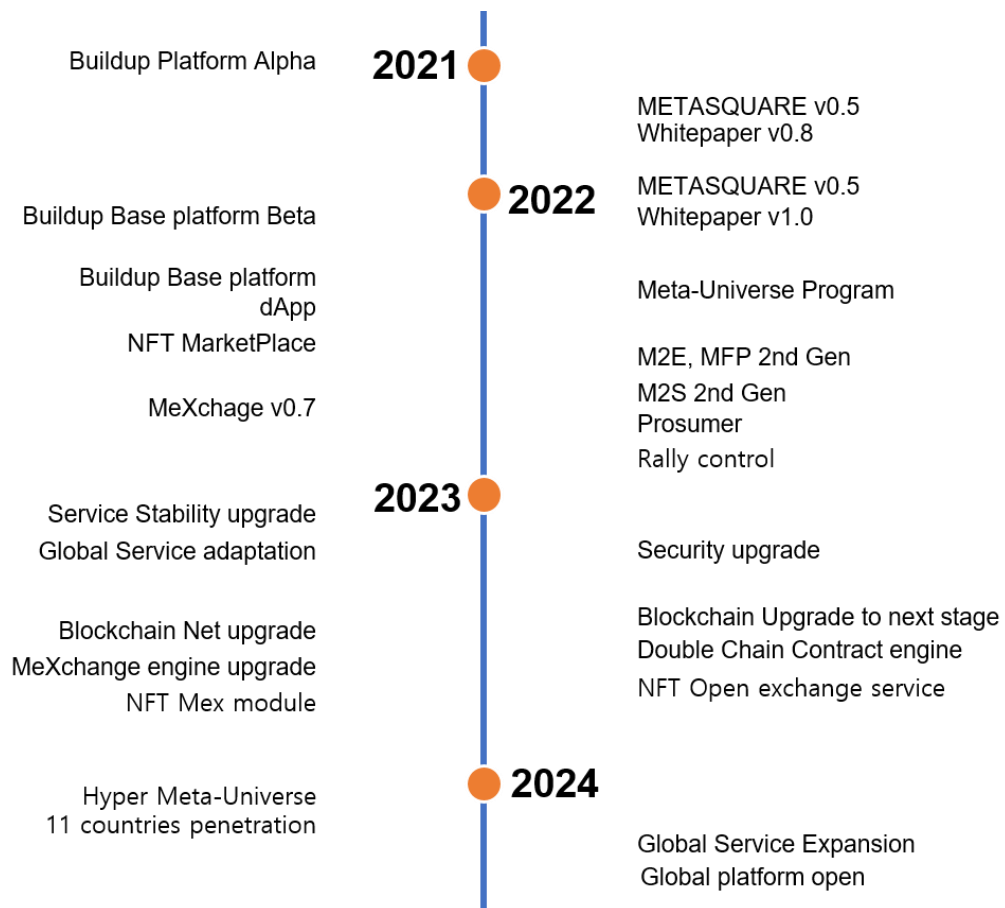 Buildup Platform Alpha
2021
METASQUARE v0.5
Whitepaper v0.8
2022
METASQUARE v0.5
Whitepaper v1.0
Buildup Base platform Beta
Buildup Base platform
dApp
Meta-Universe Program
NFT MarketPlace
M2E, MFP 2nd Gen
M2S 2nd Gen
MeXchage v0.7
Prosumer
Rally control
2023
Service Stability upgrade
Global Service adaptation
Security upgrade
Blockchain Net upgrade
Blockchain Upgrade to next stage
MeXchange engine upgrade
Double Chain Contract engine
NFT Mex module
NFT Open exchange service
2024
Hyper Meta-Universe
11 countries penetration
Global Service Expansion
Global platform open